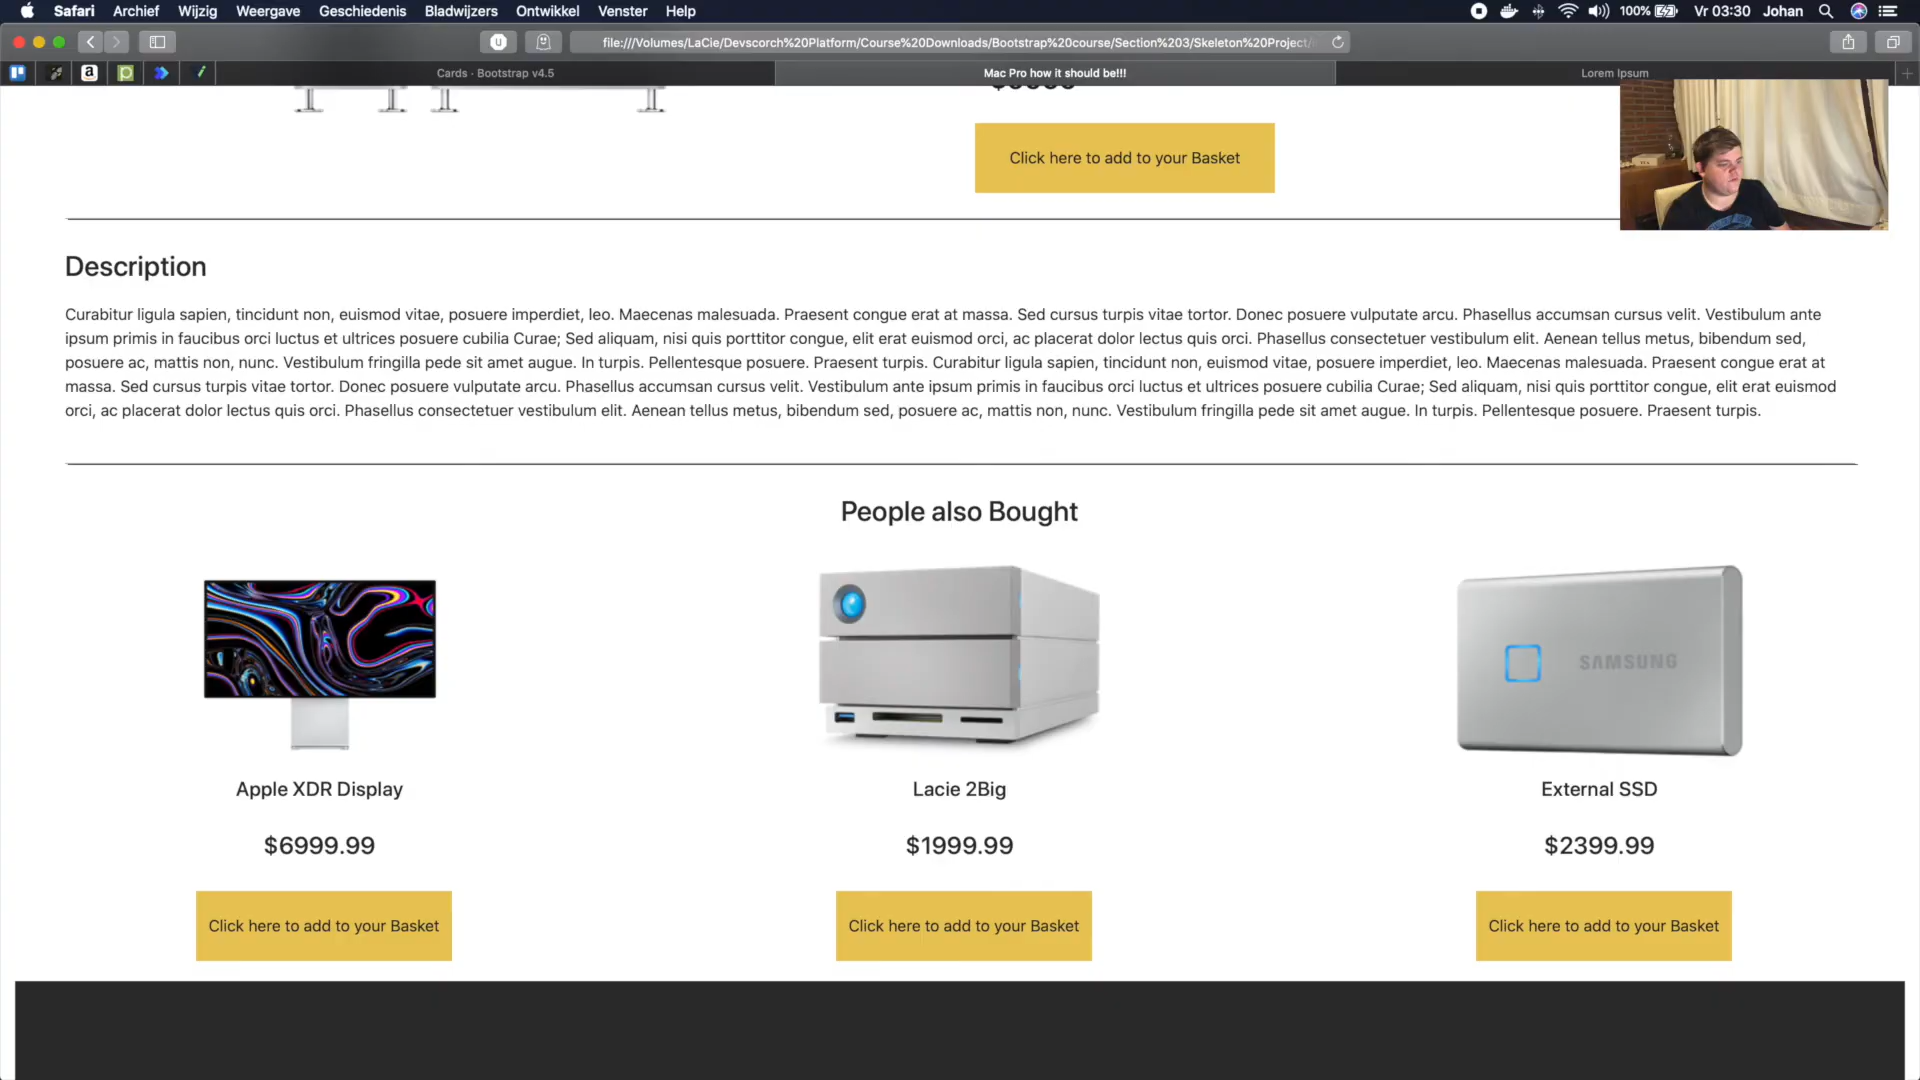 Safari Archief Wijzig Weergave Geschiedenis Bladwijzers Ontwikkel Venster Help 100% Vr 03:30 Johan
file:///Volumes/LaCie/Devscorch%20Platform/Course%20Downloads/Bootstrap%20course/Section%203/Skeleton%20Project/
Cards · Bootstrap v4.5 Mac Pro how it should be!!! Lorem Ipsum
Click here to add to your Basket
Description
Curabitur ligula sapien, tincidunt non, euismod vitae, posuere imperdiet, leo. Maecenas malesuada. Praesent congue erat at massa. Sed cursus turpis vitae tortor. Donec posuere vulputate arcu. Phasellus accumsan cursus velit. Vestibulum ante
ipsum primis in faucibus orci luctus et ultrices posuere cubilia Curae; Sed aliquam, nisi quis porttitor congue, elit erat euismod orci, ac placerat dolor lectus quis orci. Phasellus consectetuer vestibulum elit. Aenean tellus metus, bibendum sed,
posuere ac, mattis non, nunc. Vestibulum fringilla pede sit amet augue. In turpis. Pellentesque posuere. Praesent turpis. Curabitur ligula sapien, tincidunt non, euismod vitae, posuere imperdiet, leo. Maecenas malesuada. Praesent congue erat at
massa. Sed cursus turpis vitae tortor. Donec posuere vulputate arcu. Phasellus accumsan cursus velit. Vestibulum ante ipsum primis in faucibus orci luctus et ultrices posuere cubilia Curae; Sed aliquam, nisi quis porttitor congue, elit erat euismod
orci, ac placerat dolor lectus quis orci. Phasellus consectetuer vestibulum elit. Aenean tellus metus, bibendum sed, posuere ac, mattis non, nunc. Vestibulum fringilla pede sit amet augue. In turpis. Pellentesque posuere. Praesent turpis.
People also Bought
SAMSUNG
Apple XDR Display Lacie 2Big External SSD
$6999.99 $1999.99 $2399.99
Click here to add to your Basket Click here to add to your Basket Click here to add to your Basket